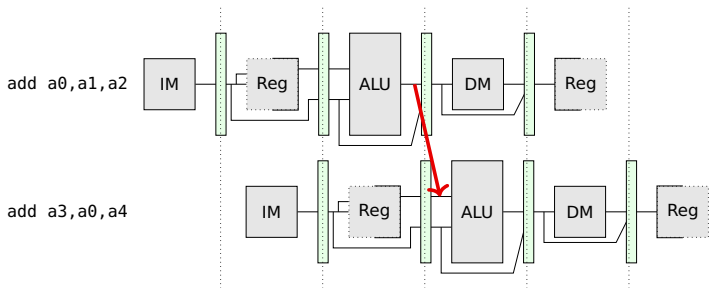 add a0,a1,a2 IM Reg ALU DM Reg
add a3,a0,a4 IM Reg ALU DM Reg